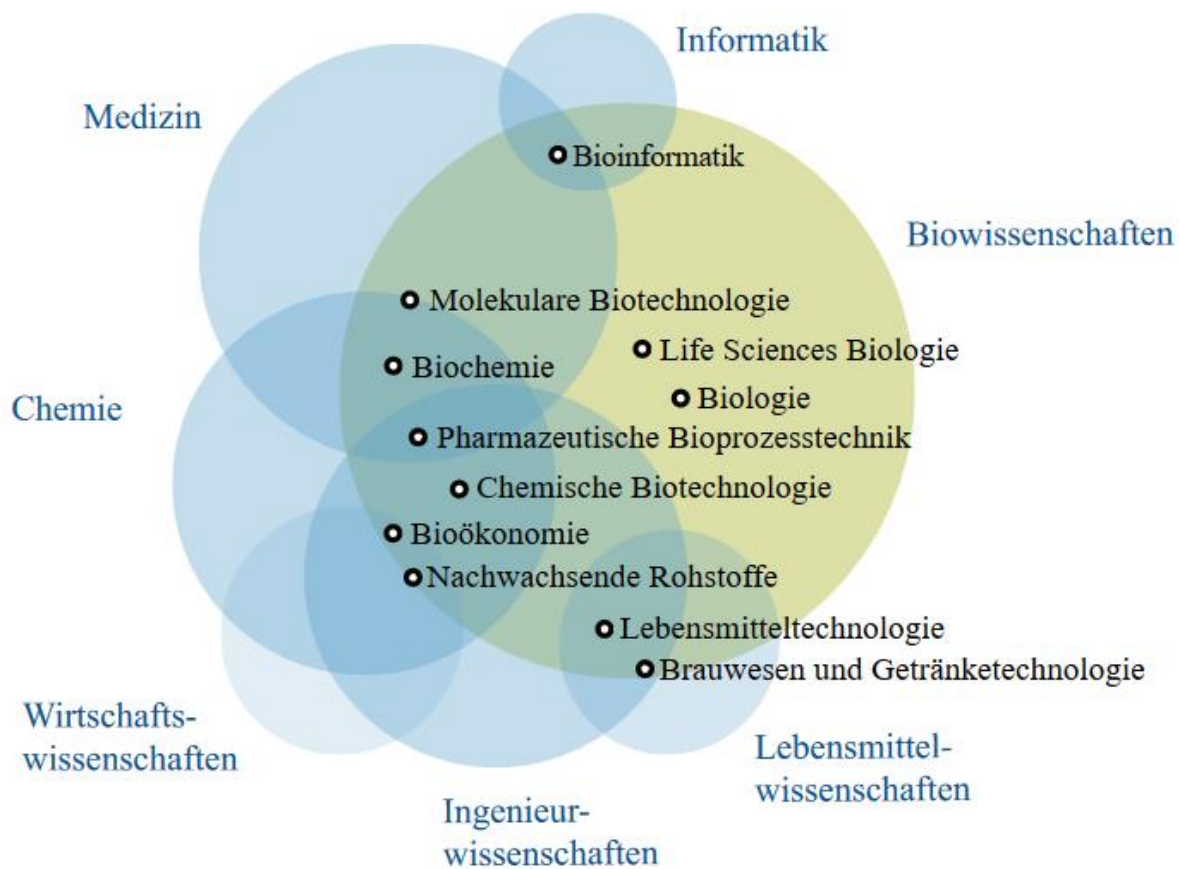 Informatik
Medizin
Bioinformatik
Biowissenschaften
Molekulare Biotechnologie
Life Sciences Biologie
Biochemie
Biologie
Chemie
Pharmazeutische Bioprozesstechnik
Chemische Biotechnologie
Bioökonomie
Nachwachsende Rohstoffe
Lebensmitteltechnologie
Brauwesen und Getränketechnologie
Wirtschafts-
wissenschaften
Lebensmittel-
wissenschaften
Ingenieur-
wissenschaften